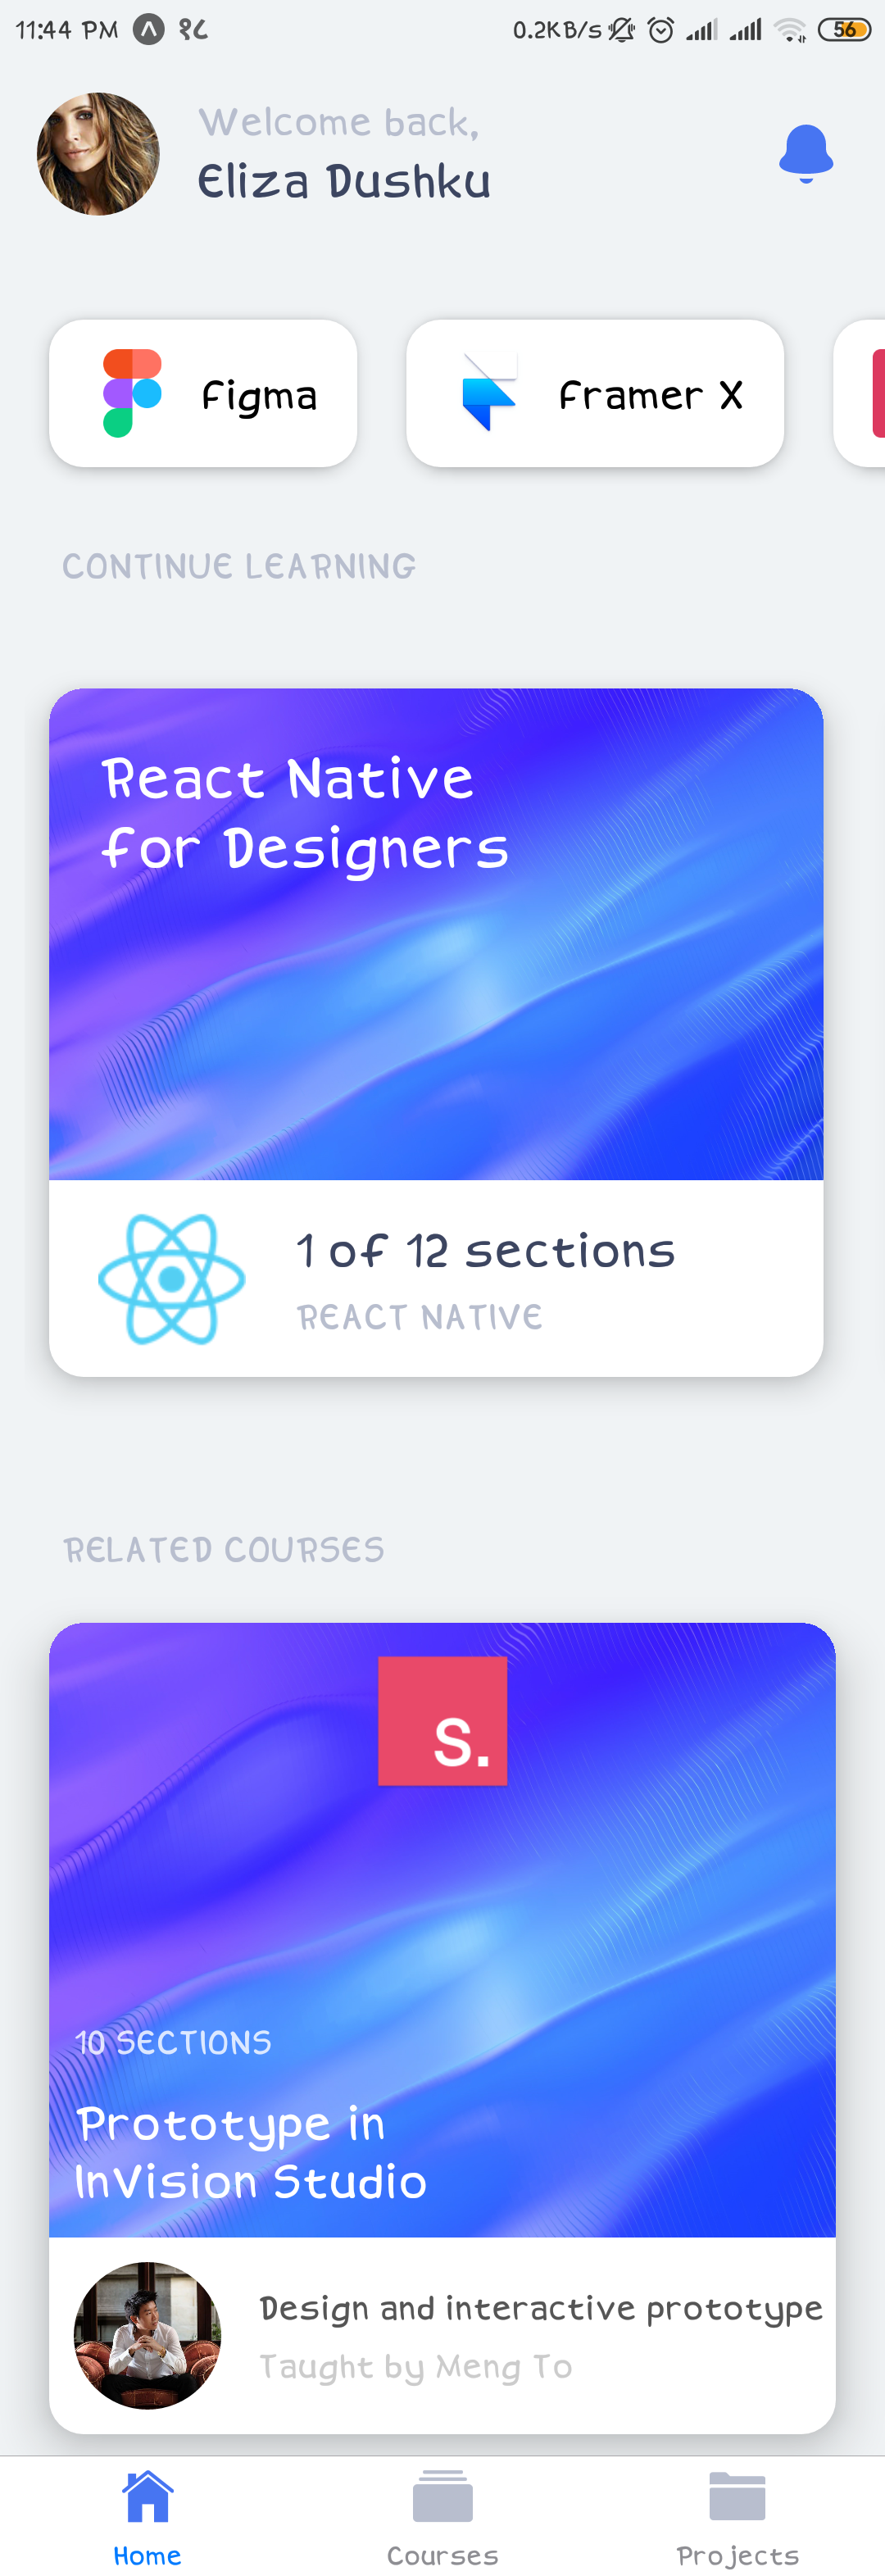 11:44 PM १८ 0.2KB/s 56
Welcome back,
Eliza Dushku
Figma
Framer X
CONTINUE LEARNING
React Native
for Designers
1 of 12 sections
REACT NATIVE
RELATED COURSES
S.
10 SECTIONS
Prototype in
InVision Studio
Design and interactive prototype
Taught by Meng To
Home
Courses
Projects